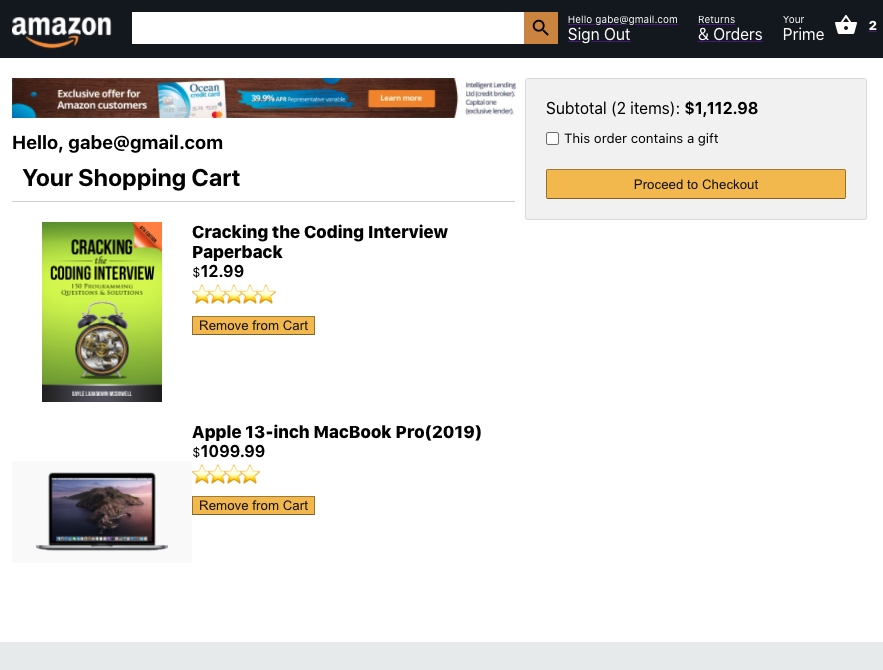 amazon
Hello gabe@gmail.com
Sign Out
Returns
& Orders
Your
Prime
2
Exclusive offer for
Amazon customers
Ocean
credit card
39.9% APR Representative variable
Learn more
Intelligent Lending
Ltd (credit broker).
Capital one
(exclusive lender).
Subtotal (2 items): $1,112.98
This order contains a gift
Proceed to Checkout
Hello, gabe@gmail.com
Your Shopping Cart
CRACKING
the
CODING INTERVIEW
150 PROGRAMMING
QUESTIONS & SOLUTIONS
Cracking the Coding Interview
Paperback
$12.99
Remove from Cart
Apple 13-inch MacBook Pro(2019)
$1099.99
Remove from Cart